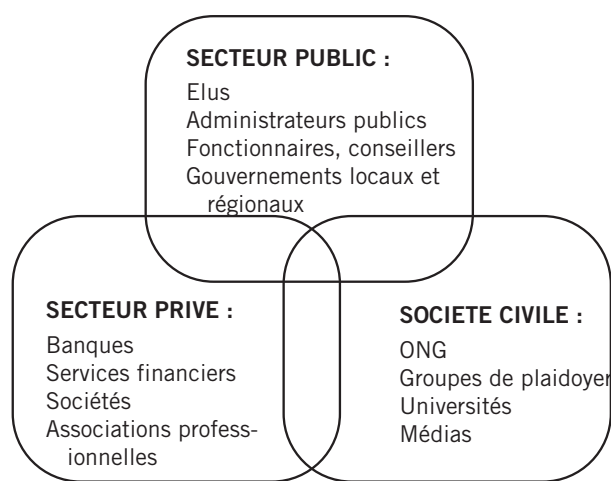 SECTEUR PUBLIC :
Elus
Administrateurs publics
Fonctionnaires, conseillers
Gouvernements locaux et
régionaux
SECTEUR PRIVE :
Banques
Services financiers
Sociétés
Associations profess-
ionnelles
SOCIETE CIVILE :
ONG
Groupes de plaidoyer
Universités
Médias